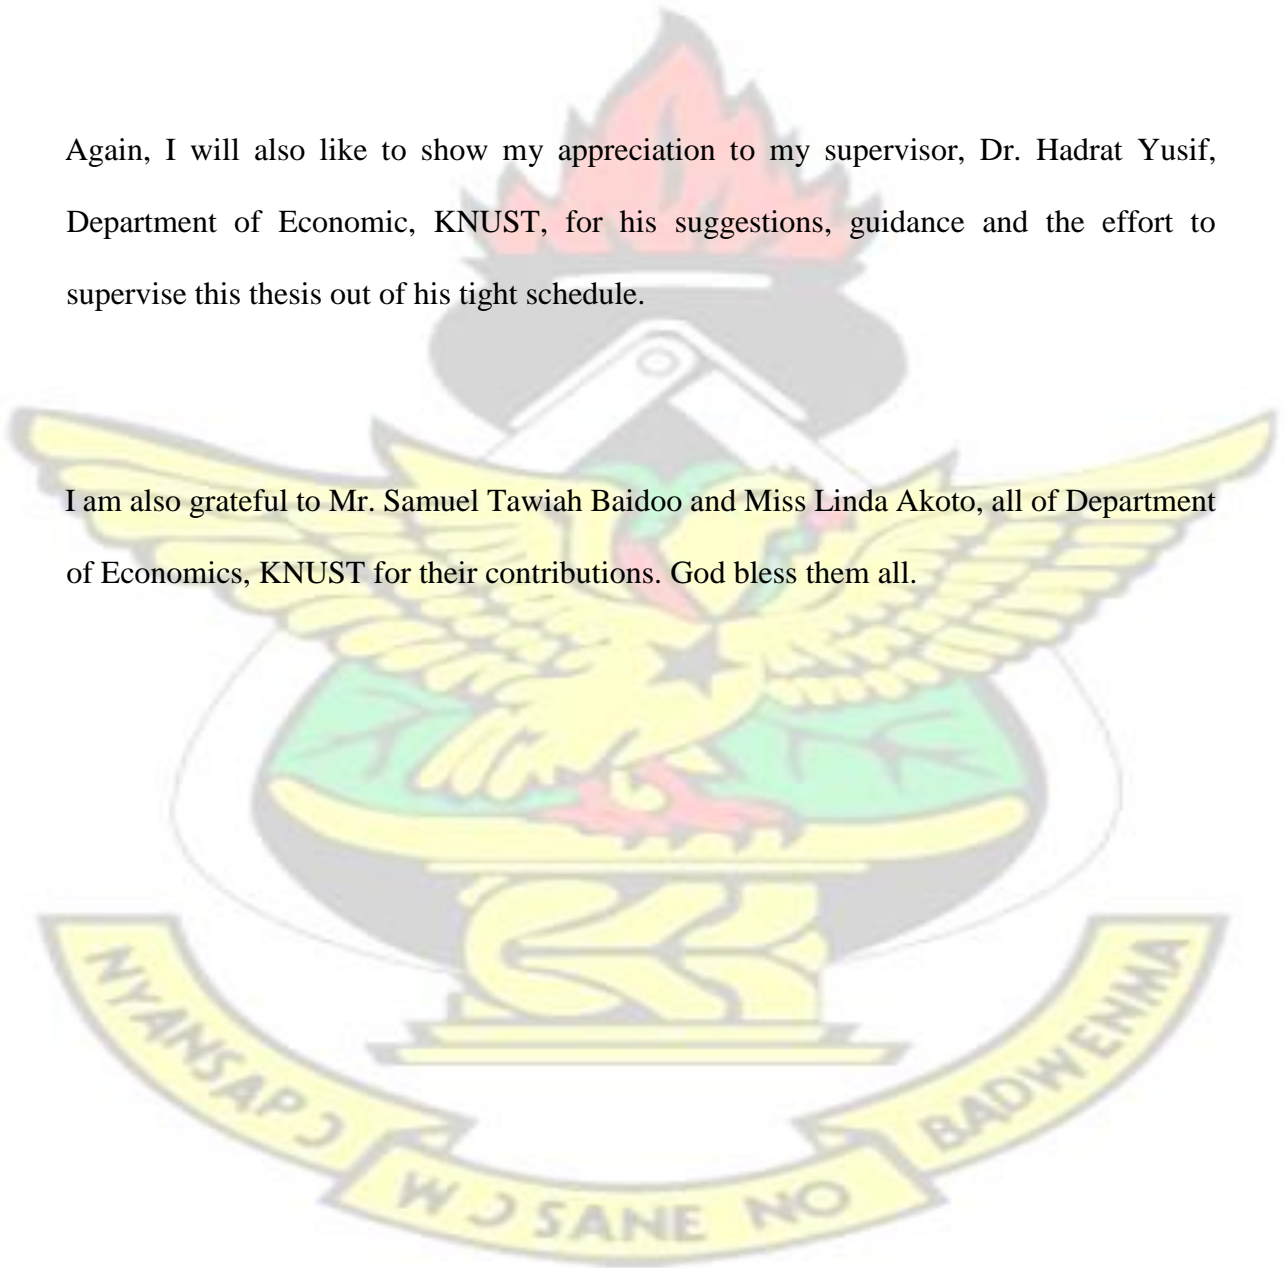 Again, I will also like to show my appreciation to my supervisor, Dr. Hadrat Yusif,
Department of Economic, KNUST, for his suggestions, guidance and the effort to
supervise this thesis out of his tight schedule.
I am also grateful to Mr. Samuel Tawiah Baidoo and Miss Linda Akoto, all of Department
of Economics, KNUST for their contributions. God bless them all.
NYANSAPƆ
WƆSANE NO
BADWENMA